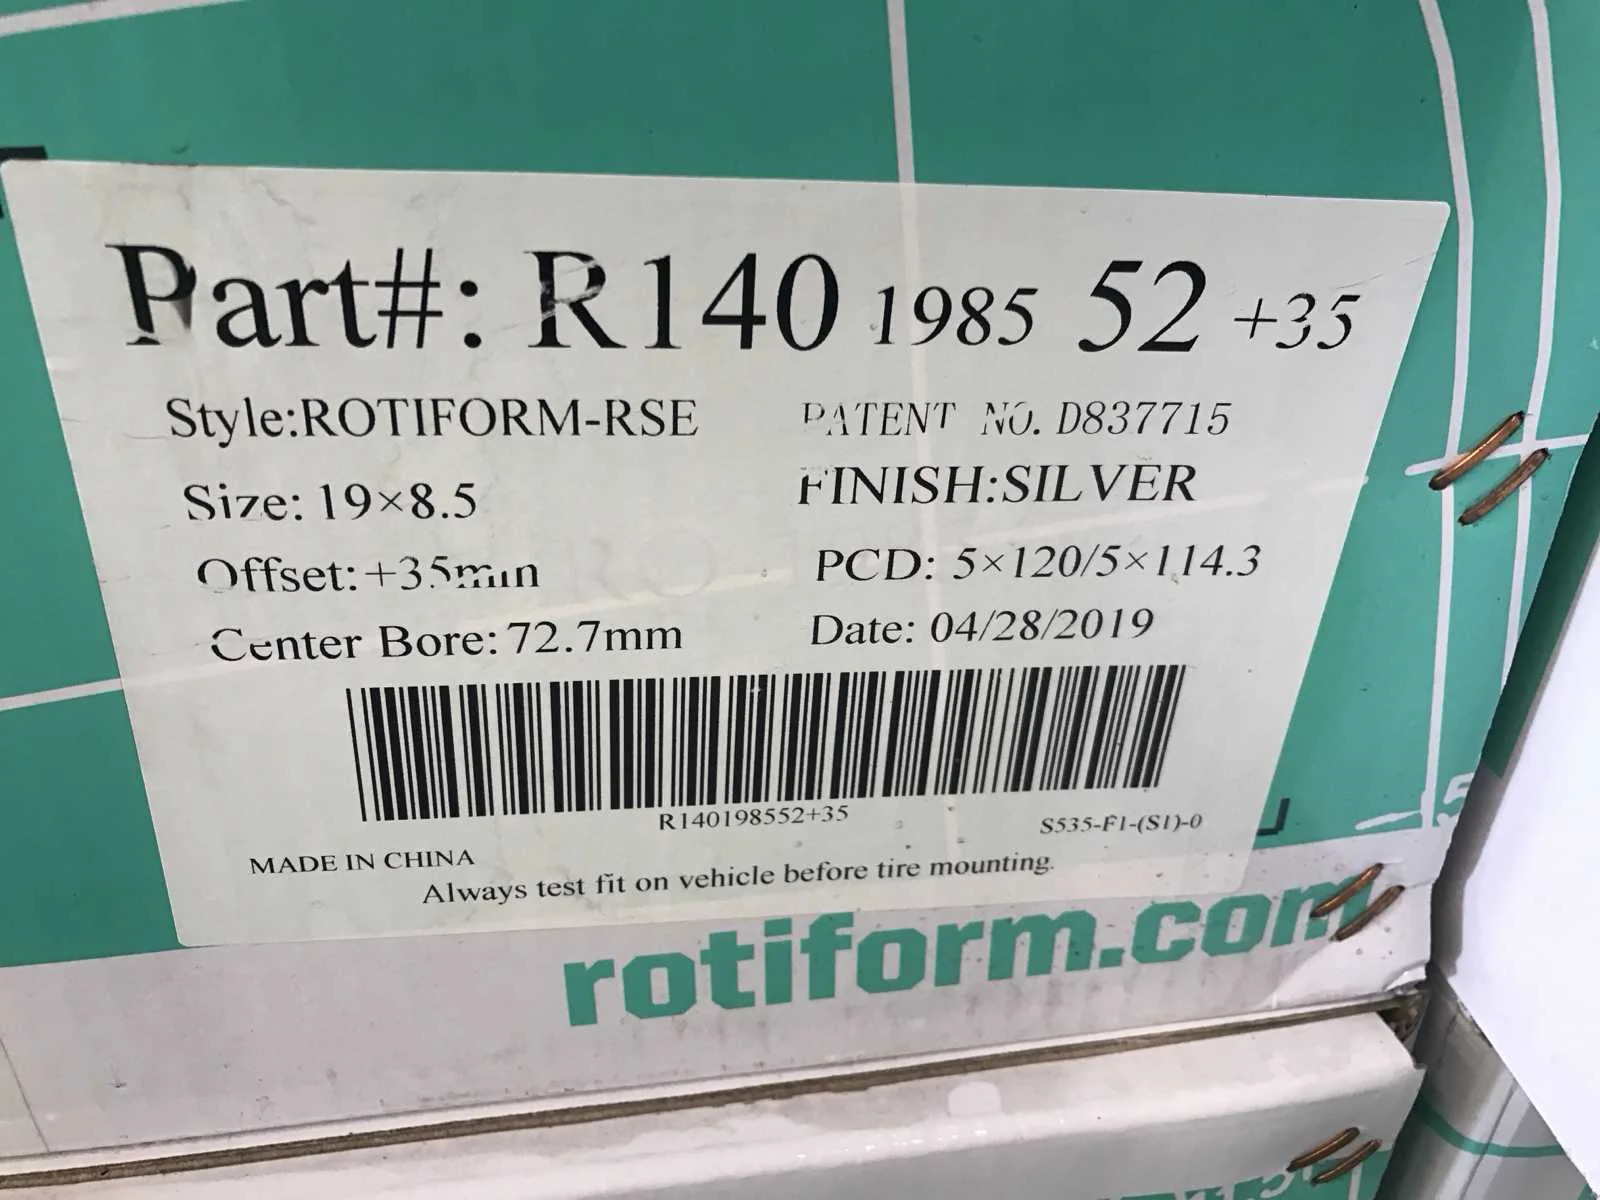 Part#: R140 1985 52 +35
Style:ROTIFORM-RSE PATENT NO. D837715
Size: 19×8.5 FINISH:SILVER
Offset:+35mm PCD: 5×120/5×114.3
Center Bore: 72.7mm Date: 04/28/2019
R140198552+35 S535-F1-(S1)-0
MADE IN CHINA
Always test fit on vehicle before tire mounting.
rotiform.com